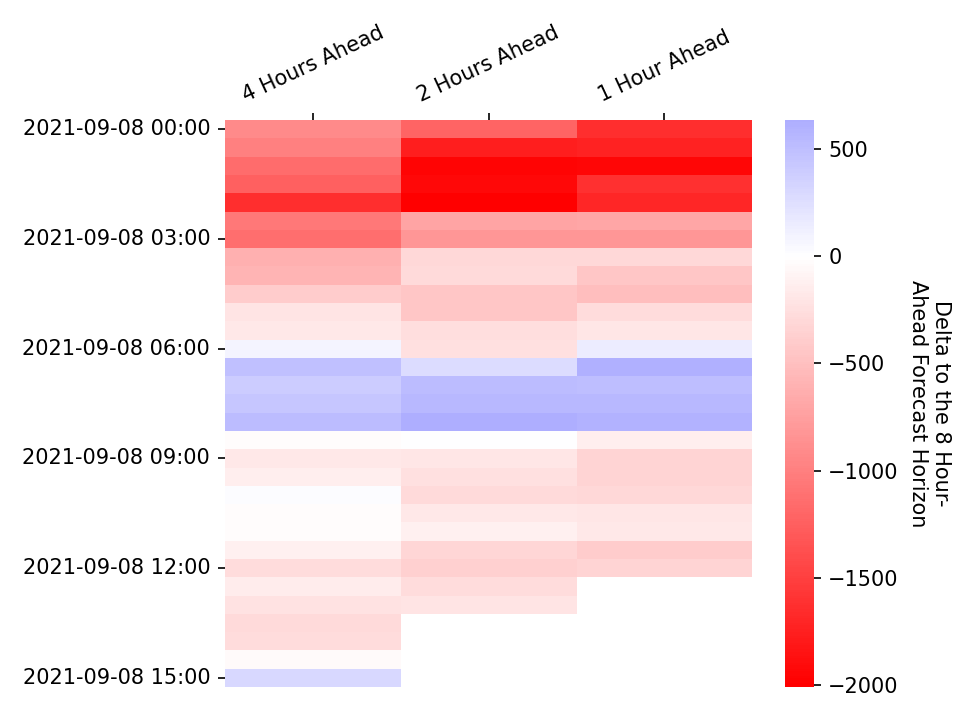 4 Hours Ahead
2 Hours Ahead
1 Hour Ahead
2021-09-08 00:00
2021-09-08 03:00
2021-09-08 06:00
2021-09-08 09:00
2021-09-08 12:00
2021-09-08 15:00
500
0
−500
−1000
−1500
−2000
Delta to the 8 Hour-
Ahead Forecast Horizon